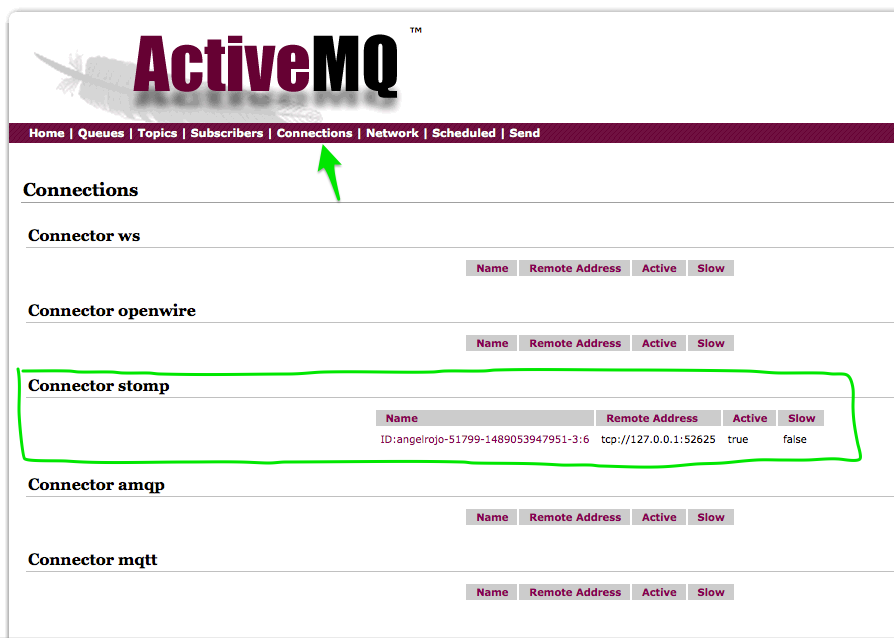 ActiveMQ™
Home | Queues | Topics | Subscribers | Connections | Network | Scheduled | Send
Connections
Connector ws
Name Remote Address Active Slow
Connector openwire
Name Remote Address Active Slow
Connector stomp
Name Remote Address Active Slow
ID:angelrojo-51799-1489053947951-3:6 tcp://127.0.0.1:52625 true false
Connector amqp
Name Remote Address Active Slow
Connector mqtt
Name Remote Address Active Slow